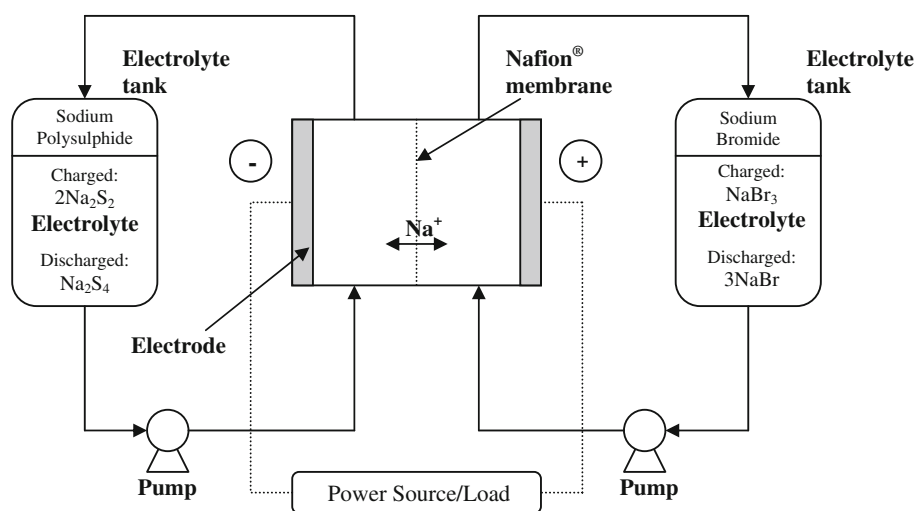 Electrolyte
tank
Sodium
Polysulphide
Charged:
2Na₂S₂
Electrolyte
Discharged:
Na₂S₄
-
Nafion®
membrane
Na⁺
+
Electrolyte
tank
Sodium
Bromide
Charged:
NaBr₃
Electrolyte
Discharged:
3NaBr
Electrode
Pump
Power Source/Load
Pump